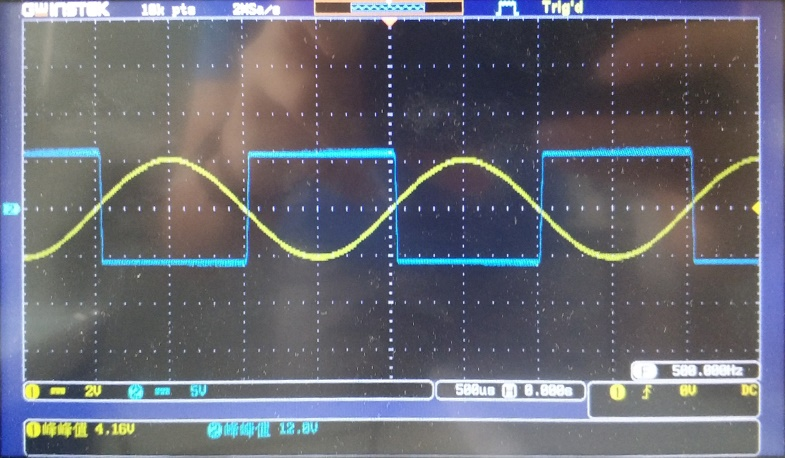 GWINSTEK 10k pts 2MSa/s Trig'd
2
F 500.000Hz
1 2V 2 5V 500us H 0.000s 1 0V DC
1峰峰值 4.16V 2峰峰值 12.0V